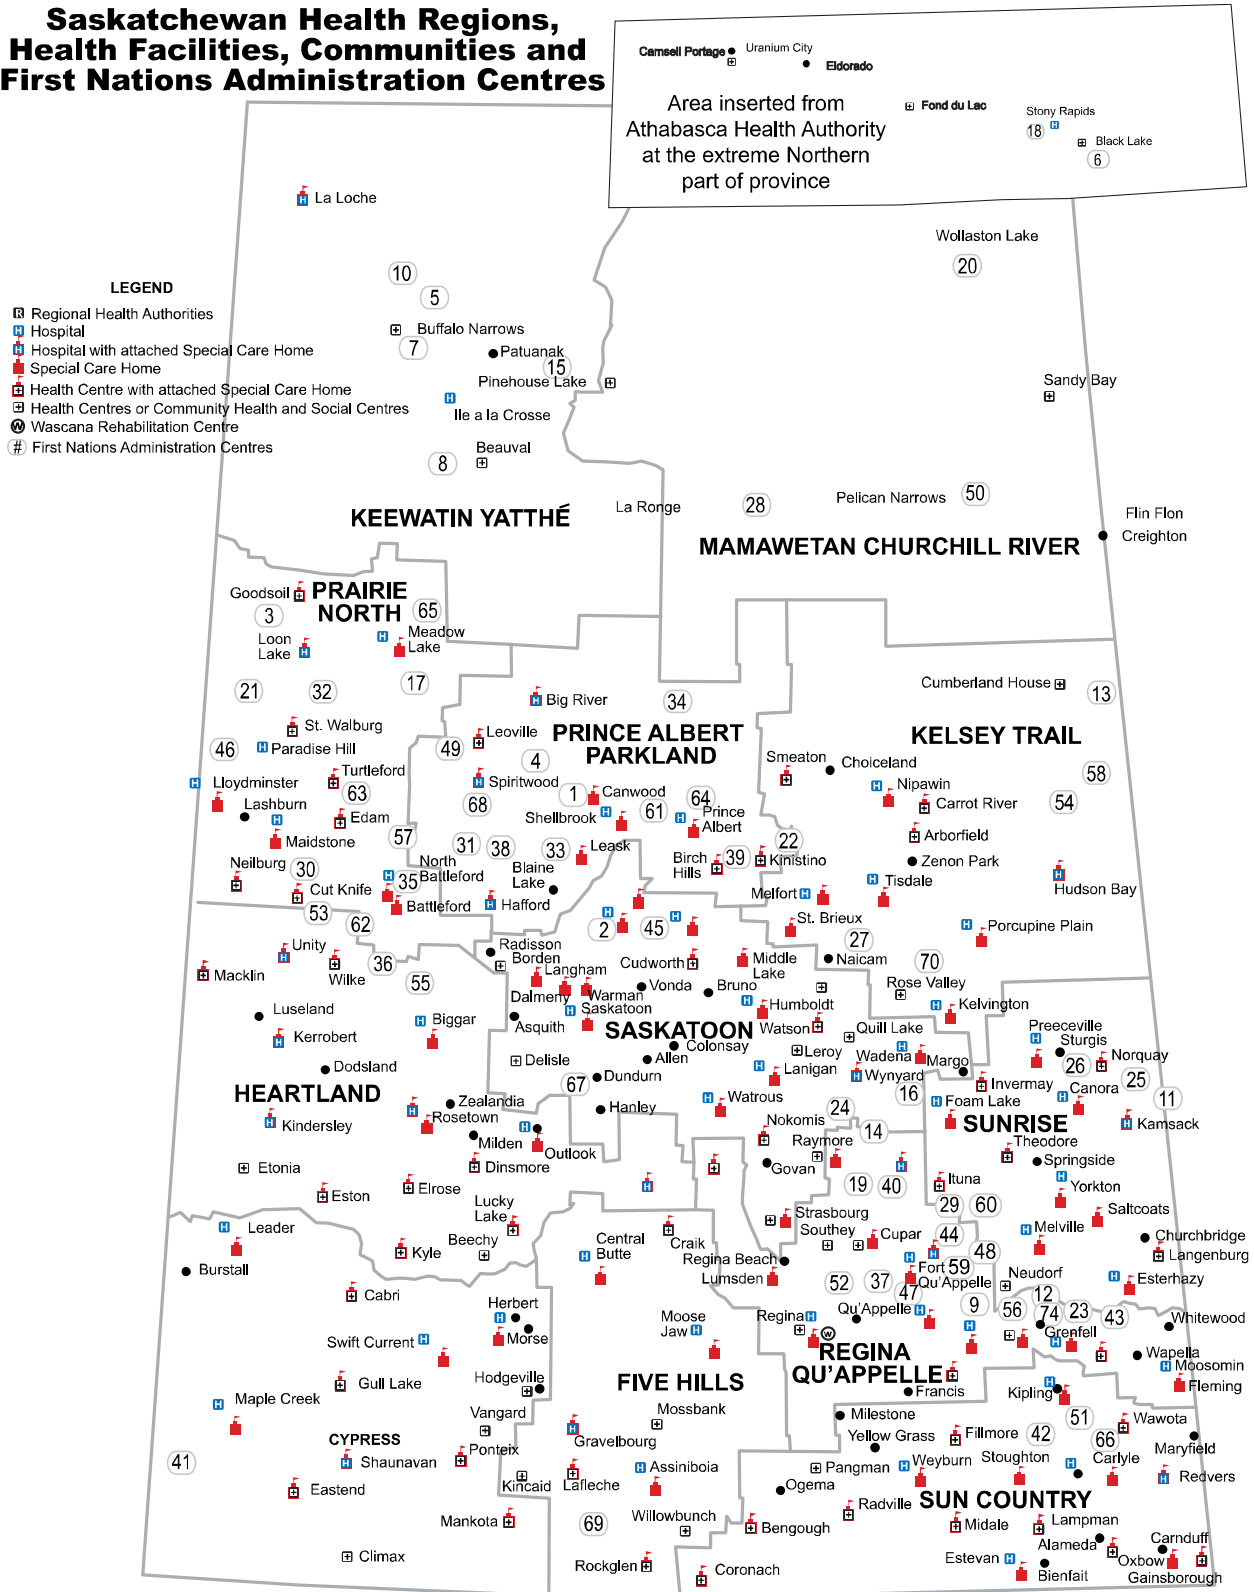 Saskatchewan Health Regions,
Health Facilities, Communities and
First Nations Administration Centres
Camsell Portage
Uranium City
Eldorado
Fond du Lac
Stony Rapids
18
Black Lake
6
Area inserted from
Athabasca Health Authority
at the extreme Northern
part of province
La Loche
Wollaston Lake
20
10
5
LEGEND
R Regional Health Authorities
H Hospital
H Hospital with attached Special Care Home
Special Care Home
Health Centre with attached Special Care Home
Health Centres or Community Health and Social Centres
W Wascana Rehabilitation Centre
# First Nations Administration Centres
Buffalo Narrows
7
Patuanak
15
Pinehouse Lake
Ile a la Crosse
Beauval
8
Sandy Bay
KEEWATIN YATTHÉ
La Ronge
28
Pelican Narrows
50
Flin Flon
Creighton
MAMAWETAN CHURCHILL RIVER
Goodsoil
PRAIRIE
NORTH
3
65
Loon
Lake
Meadow
Lake
21
32
17
Big River
34
Cumberland House
13
St. Walburg
46
Paradise Hill
49
Leoville
PRINCE ALBERT
PARKLAND
KELSEY TRAIL
4
Smeaton
Choiceland
58
Lloydminster
Turtleford
63
Spiritwood
68
1
Canwood
64
61
Nipawin
54
Lashburn
Edam
Shellbrook
Prince
Albert
Carrot River
Maidstone
57
31
38
33
Leask
22
Arborfield
Neilburg
30
North
Battleford
35
Blaine
Lake
Birch
Hills
39
Kinistino
Zenon Park
Cut Knife
Battleford
Hafford
Melfort
Tisdale
Hudson Bay
53
62
2
45
St. Brieux
27
Porcupine Plain
Unity
36
Radisson
Borden
Cudworth
Middle
Lake
Naicam
70
Macklin
Wilke
55
Langham
Vonda
Bruno
Rose Valley
Luseland
Dalmeny
Warman
Saskatoon
Humboldt
Kelvington
Biggar
Asquith
SASKATOON
Watson
Quill Lake
Preeceville
Sturgis
Kerrobert
Colonsay
Leroy
Wadena
Margo
26
Norquay
Dodsland
Delisle
Allen
Lanigan
Wynyard
Invermay
25
HEARTLAND
67
Dundurn
16
Foam Lake
Canora
11
Zealandia
Hanley
Watrous
24
SUNRISE
Kamsack
Kindersley
Rosetown
Nokomis
14
Milden
Outlook
Raymore
Theodore
Springside
Etonia
Dinsmore
Govan
19
40
Ituna
Yorkton
Eston
Elrose
29
60
Saltcoats
Lucky
Lake
Strasbourg
Southey
Cupar
44
Melville
Leader
Kyle
Beechy
Central
Butte
Craik
Regina Beach
48
Churchbridge
Langenburg
Burstall
Lumsden
Fort
Qu'Appelle
59
Neudorf
Esterhazy
Cabri
52
37
47
12
Herbert
Qu'Appelle
9
56
74
23
43
Whitewood
Swift Current
Morse
Moose
Jaw
Regina
W
Grenfell
Wapella
REGINA
QU'APPELLE
Gull Lake
Hodgeville
FIVE HILLS
Moosomin
Fleming
Maple Creek
Francis
Kipling
Vangard
Mossbank
Milestone
51
Wawota
CYPRESS
Gravelbourg
Yellow Grass
Fillmore
42
66
Maryfield
41
Shaunavan
Ponteix
Assiniboia
Pangman
Weyburn
Stoughton
Carlyle
Redvers
Eastend
Kincaid
Lafleche
Ogema
SUN COUNTRY
Mankota
69
Willowbunch
Bengough
Radville
Midale
Lampman
Climax
Alameda
Carnduff
Rockglen
Coronach
Estevan
Bienfait
Oxbow
Gainsborough